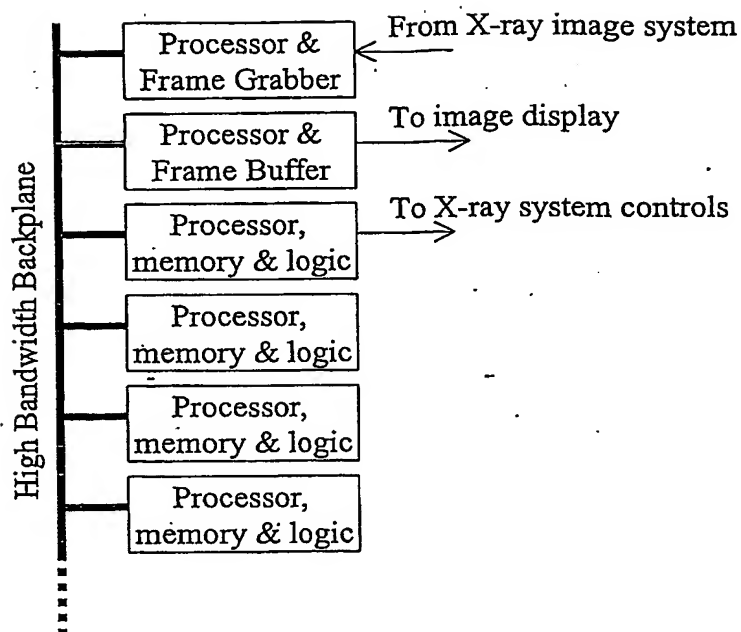 Processor &
Frame Grabber
From X-ray image system
Processor &
Frame Buffer
To image display
Processor,
memory & logic
To X-ray system controls
Processor,
memory & logic
Processor,
memory & logic
Processor,
memory & logic
High Bandwidth Backplane